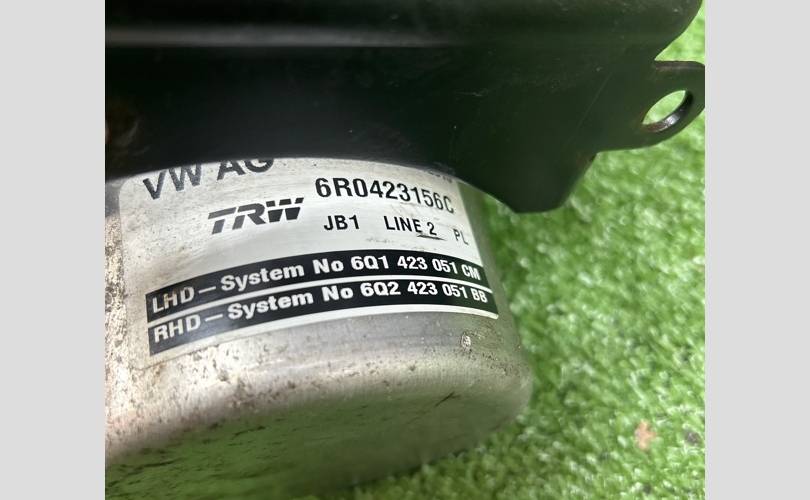 VW AG
6R0423156C
TRW
JB1 LINE 2 PL
LHD-System No 6Q1 423 051 CM
RHD-System No 6Q2 423 051 BB